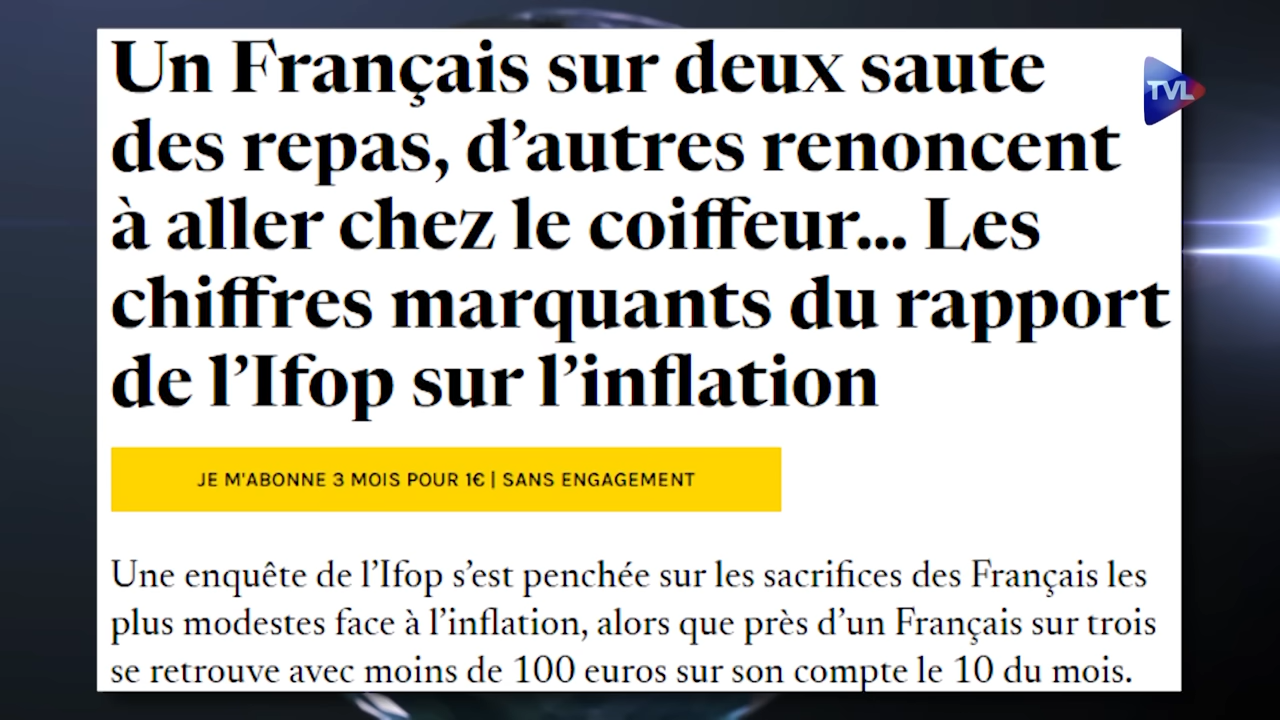 Un Français sur deux saute
TVL
des repas, d’autres renoncent
à aller chez le coiffeur... Les
chiffres marquants du rapport
de l’Ifop sur l’inflation
JE M'ABONNE 3 MOIS POUR 1€ | SANS ENGAGEMENT
Une enquête de l’Ifop s’est penchée sur les sacrifices des Français les
plus modestes face à l’inflation, alors que près d’un Français sur trois
se retrouve avec moins de 100 euros sur son compte le 10 du mois.